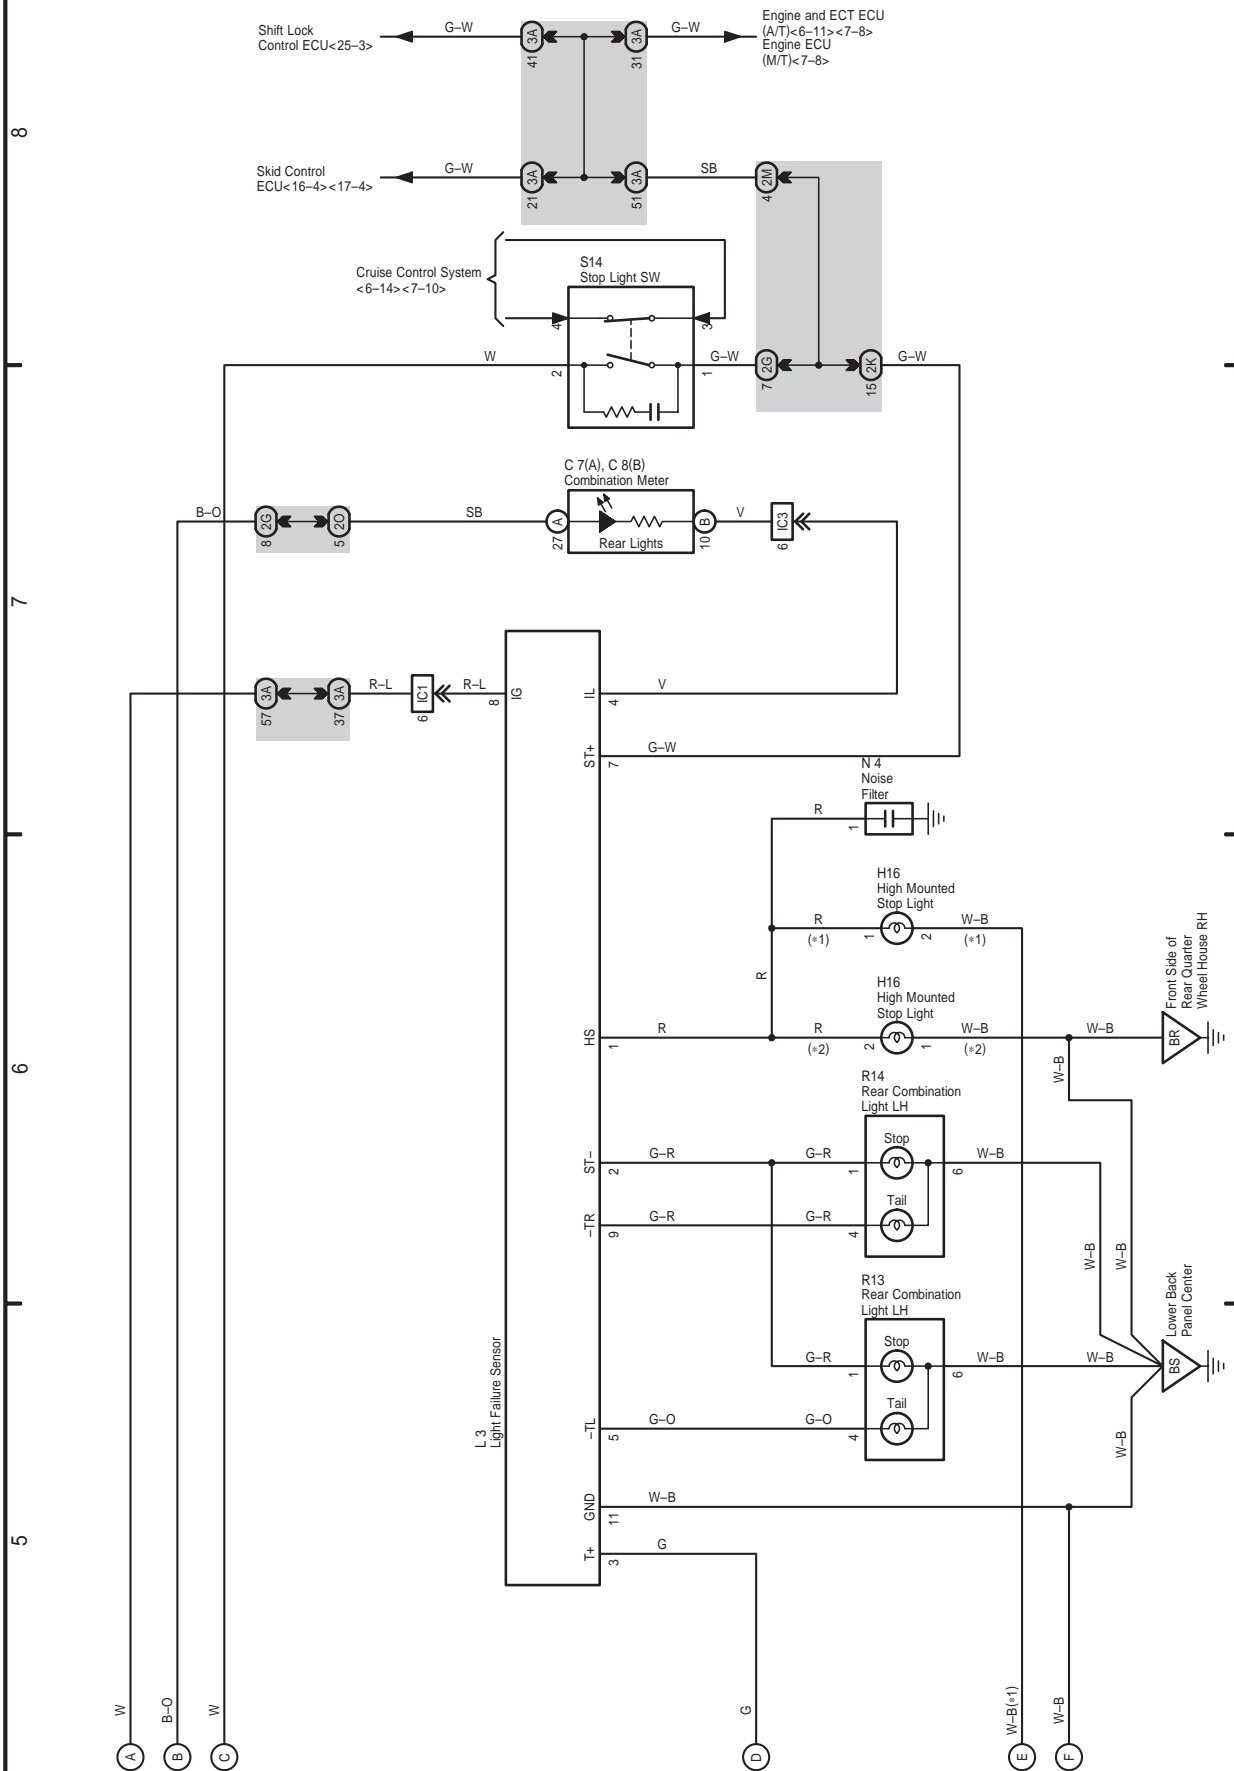 Shift Lock
Control ECU<25–3>
G–W
41
3A
3A
31
G–W
Engine and ECT ECU
(A/T)<6–11><7–8>
Engine ECU
(M/T)<7–8>
8
Skid Control
ECU<16–4><17–4>
G–W
21
3A
3A
51
SB
4
2M
Cruise Control System
<6–14><7–10>
S14
Stop Light SW
4
3
W
2
1
G–W
7
2G
15
2K
G–W
C 7(A), C 8(B)
Combination Meter
B–O
8
2G
5
2O
SB
27
A
Rear Lights
B
10
V
6
IC3
7
57
3A
37
3A
R–L
6
IC1
R–L
8
IG
IL
4
V
ST+
7
G–W
N 4
Noise
Filter
R
1
H16
High Mounted
Stop Light
R
(*1)
1
2
W–B
(*1)
R
H16
High Mounted
Stop Light
HS
1
R
R
(*2)
2
1
W–B
(*2)
W–B
BR
Front Side of
Rear Quarter
Wheel House RH
W–B
6
R14
Rear Combination
Light LH
Stop
ST–
2
G–R
G–R
1
6
W–B
Tail
–TR
9
G–R
G–R
4
W–B
W–B
R13
Rear Combination
Light LH
Stop
G–R
1
6
W–B
W–B
BS
Lower Back
Panel Center
Tail
–TL
5
G–O
G–O
4
W–B
L 3
Light Failure Sensor
GND
11
W–B
5
T+
3
G
W
B–O
W
G
W–B(*1)
W–B
A
B
C
D
E
F